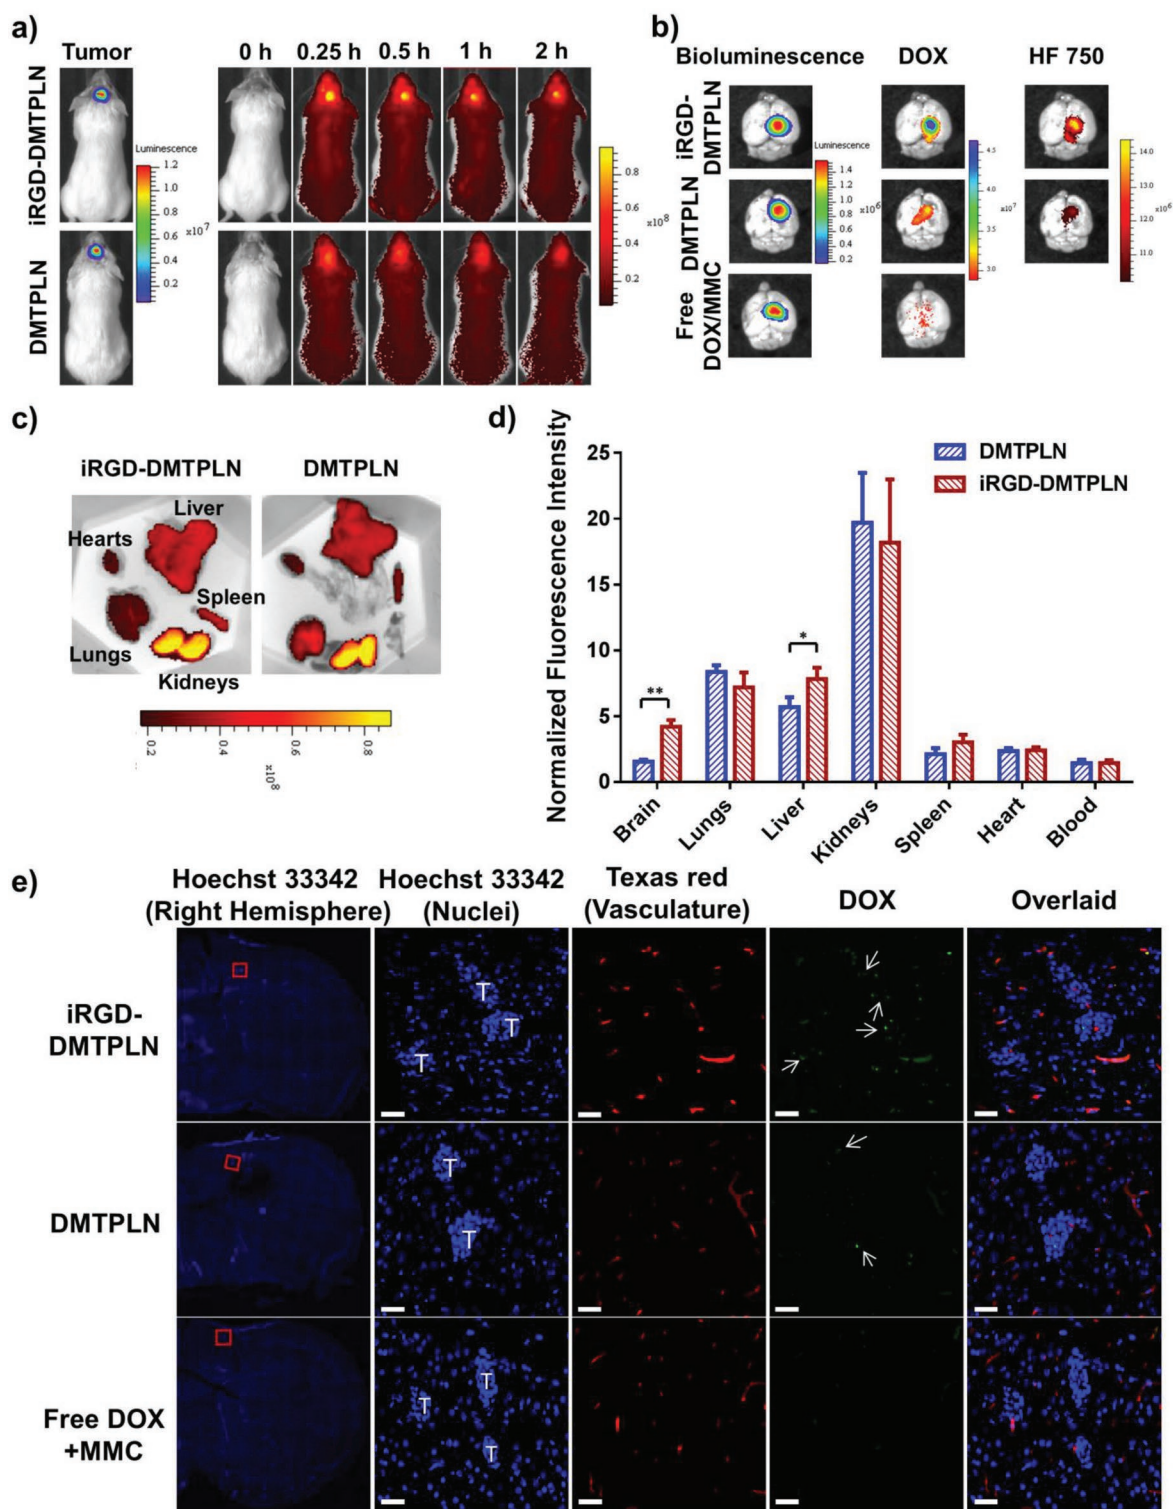 a)
Tumor 0 h 0.25 h 0.5 h 1 h 2 h
iRGD-DMTPLN
DMTPLN
Luminescence
1.2
1.0
0.8
0.6
0.4
0.2
x10^7
0.8
0.6
0.4
0.2
x10^8
b)
Bioluminescence DOX HF 750
iRGD-
DMTPLN
DMTPLN
Free
DOX/MMC
Luminescence
1.4
1.2
1.0
0.8
0.6
0.4
0.2
x10^6
4.5
4.0
3.5
3.0
x10^7
14.0
13.0
12.0
11.0
x10^6
c)
iRGD-DMTPLN DMTPLN
Liver
Hearts
Spleen
Lungs
Kidneys
0.2 0.4 0.6 0.8
x10^8
d)
Normalized Fluorescence Intensity
25
20
15
10
5
0
DMTPLN
iRGD-DMTPLN
**
*
Brain Lungs Liver Kidneys Spleen Heart Blood
e)
Hoechst 33342 Hoechst 33342 Texas red DOX Overlaid
(Right Hemisphere) (Nuclei) (Vasculature)
iRGD-
DMTPLN
T
T
T
DMTPLN
T
T
Free DOX
+MMC
T
T
T